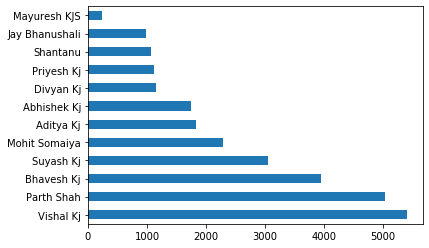 Mayuresh KJS
Jay Bhanushali
Shantanu
Priyesh Kj
Divyan Kj
Abhishek Kj
Aditya Kj
Mohit Somaiya
Suyash Kj
Bhavesh Kj
Parth Shah
Vishal Kj
0 1000 2000 3000 4000 5000